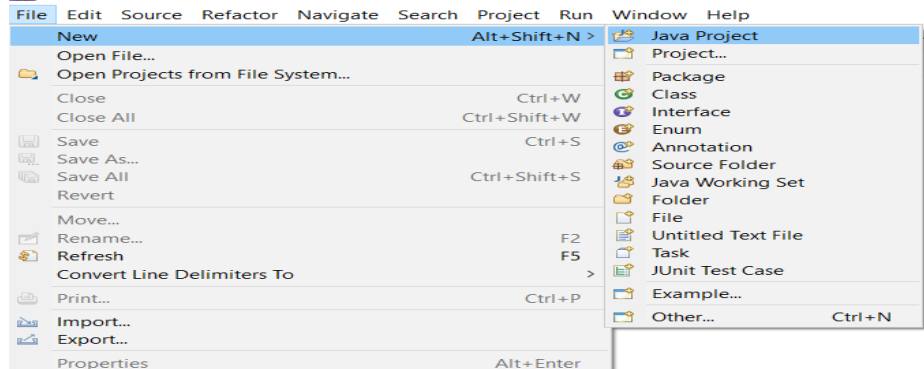 File Edit Source Refactor Navigate Search Project Run Window Help
New Alt+Shift+N >
Open File...
Open Projects from File System...
Close Ctrl+W
Close All Ctrl+Shift+W
Save Ctrl+S
Save As...
Save All Ctrl+Shift+S
Revert
Move...
Rename... F2
Refresh F5
Convert Line Delimiters To >
Print... Ctrl+P
Import...
Export...
Properties Alt+Enter
Java Project
Project...
Package
Class
Interface
Enum
Annotation
Source Folder
Java Working Set
Folder
File
Untitled Text File
Task
JUnit Test Case
Example...
Other... Ctrl+N